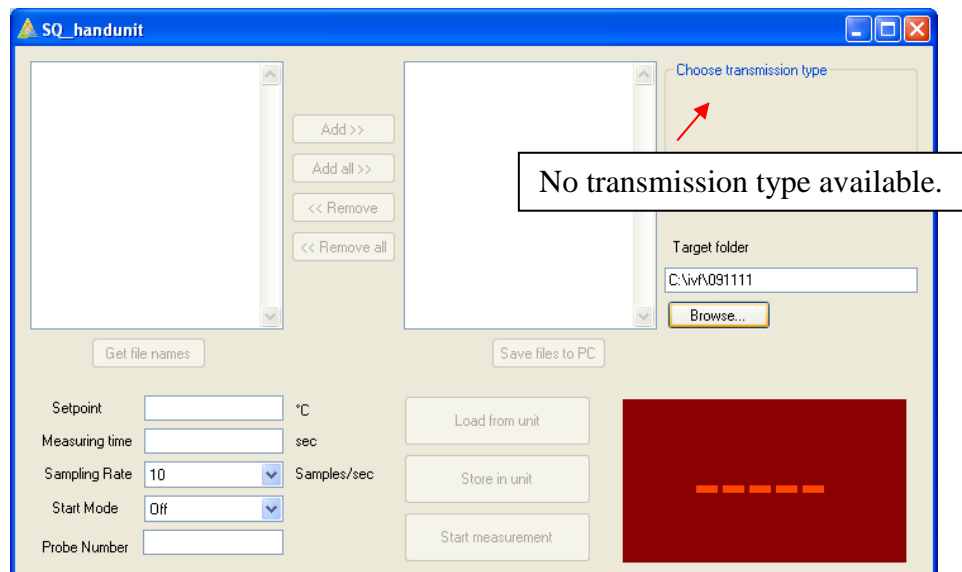 SQ_handunit
Choose transmission type
Add >>
Add all >>
<< Remove
<< Remove all
No transmission type available.
Target folder
C:\ivf\091111
Browse...
Get file names
Save files to PC
Setpoint °C
Measuring time sec
Sampling Rate 10 Samples/sec
Start Mode Off
Probe Number
Load from unit
Store in unit
Start measurement
-----